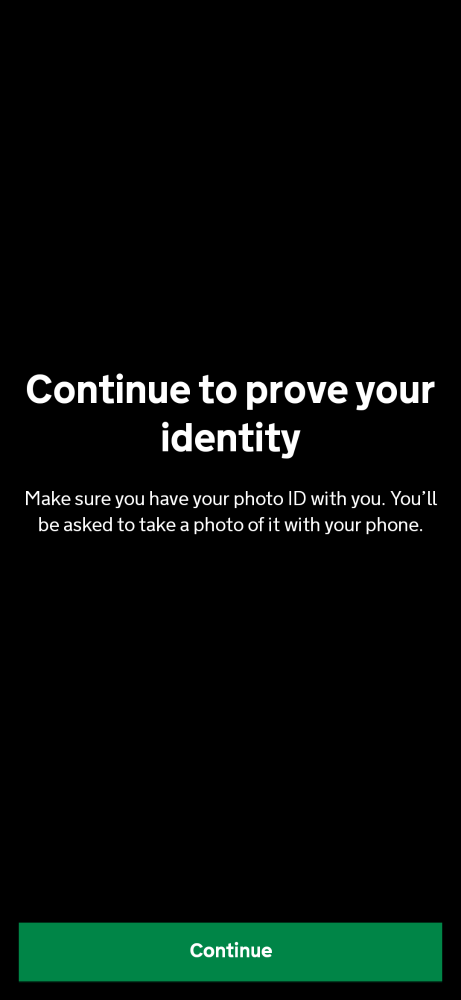 Continue to prove your
identity
Make sure you have your photo ID with you. You’ll
be asked to take a photo of it with your phone.
Continue